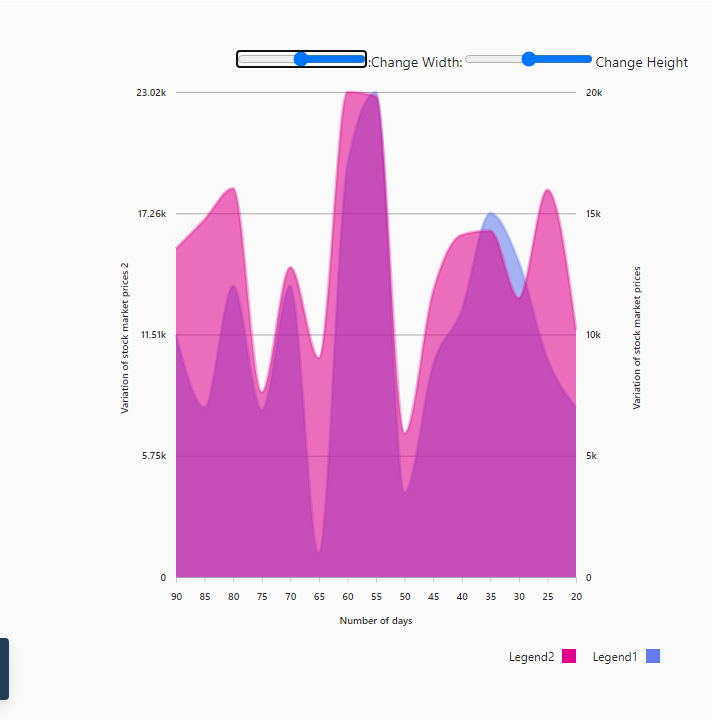 :Change Width: Change Height
23.02k
17.26k
11.51k
5.75k
0
Variation of stock market prices 2
20k
15k
10k
5k
0
Variation of stock market prices
90 85 80 75 70 65 60 55 50 45 40 35 30 25 20
Number of days
Legend2 Legend1